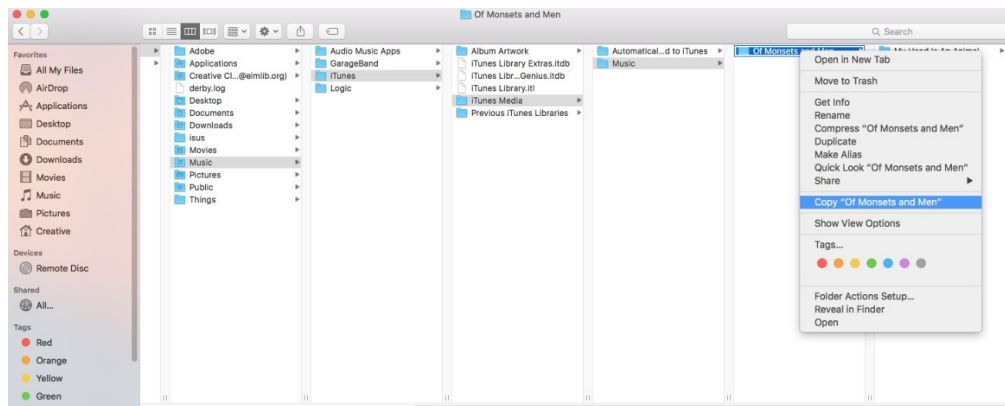 Of Monsets and Men
Search
Favorites
All My Files
AirDrop
Applications
Desktop
Documents
Downloads
Movies
Music
Pictures
Creative
Devices
Remote Disc
Shared
All...
Tags
Red
Orange
Yellow
Green
Adobe
Applications
Creative Cl...@elmlib.org)
derby.log
Desktop
Documents
Downloads
isus
Movies
Music
Pictures
Public
Things
Audio Music Apps
GarageBand
iTunes
Logic
Album Artwork
iTunes Library Extras.itdb
iTunes Libr...Genius.itdb
iTunes Library.itl
iTunes Media
Previous iTunes Libraries
Automatical...d to iTunes
Music
Of Monsets and Men
My Head Is An Animal
Open in New Tab
Move to Trash
Get Info
Rename
Compress "Of Monsets and Men"
Duplicate
Make Alias
Quick Look "Of Monsets and Men"
Share
Copy "Of Monsets and Men"
Show View Options
Tags...
Folder Actions Setup...
Reveal in Finder
Open